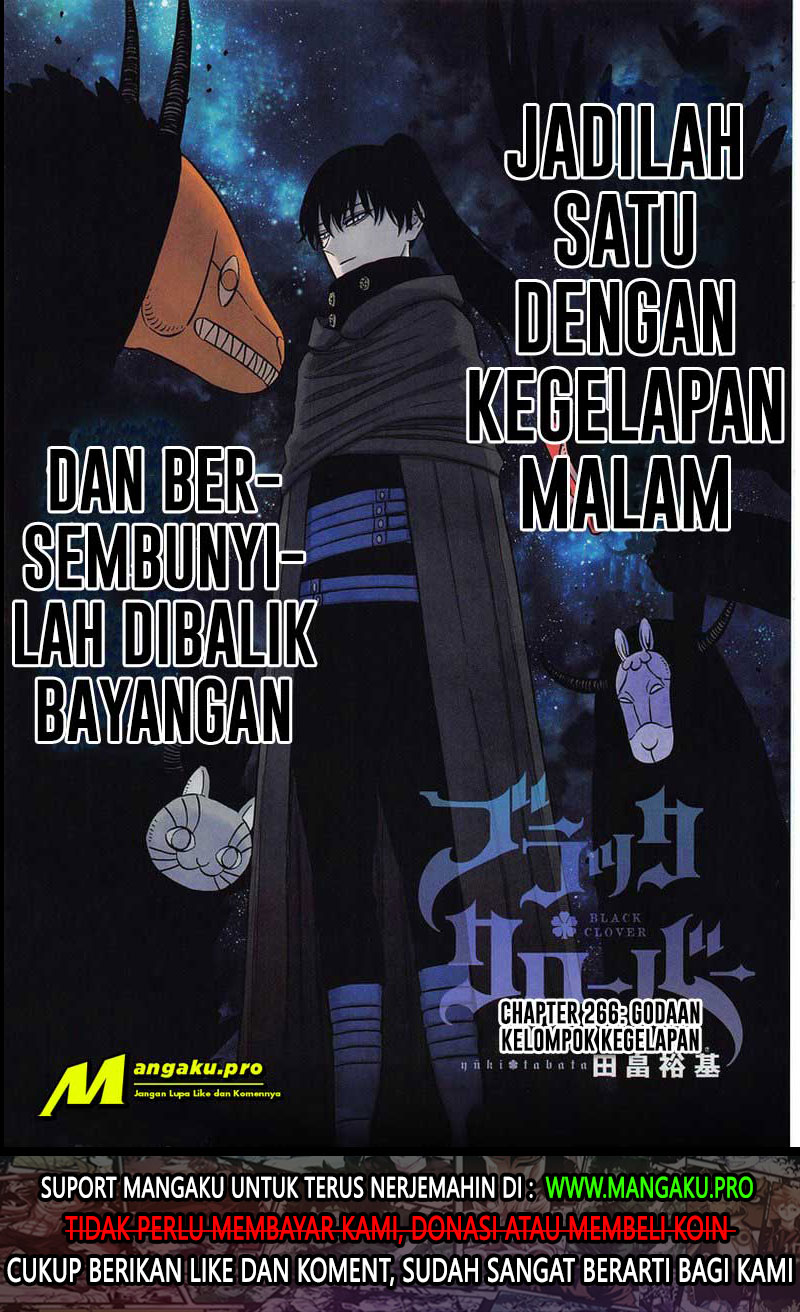 JADILAH
SATU
DENGAN
KEGELAPAN
MALAM
DAN BER-
SEMBUNYI-
LAH DIBALIK
BAYANGAN
ブラック
クローバー
BLACK
CLOVER
CHAPTER 266: GODAAN
KELOMPOK KEGELAPAN
yūki tabata 田畠裕基
Mangaku.pro
Jangan Lupa Like dan Komennya
SUPORT MANGAKU UNTUK TERUS NERJEMAHIN DI : WWW.MANGAKU.PRO
TIDAK PERLU MEMBAYAR KAMI, DONASI ATAU MEMBELI KOIN
CUKUP BERIKAN LIKE DAN KOMENT, SUDAH SANGAT BERARTI BAGI KAMI